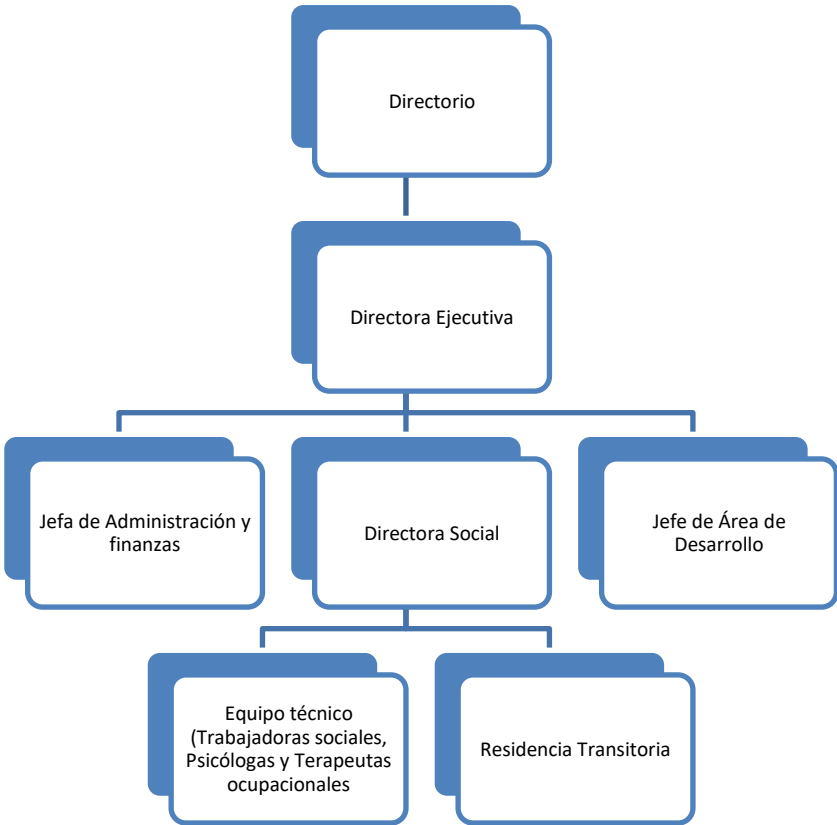 Directorio
Directora Ejecutiva
Jefa de Administración y
finanzas
Directora Social
Jefe de Área de
Desarrollo
Equipo técnico
(Trabajadoras sociales,
Psicólogas y Terapeutas
ocupacionales
Residencia Transitoria